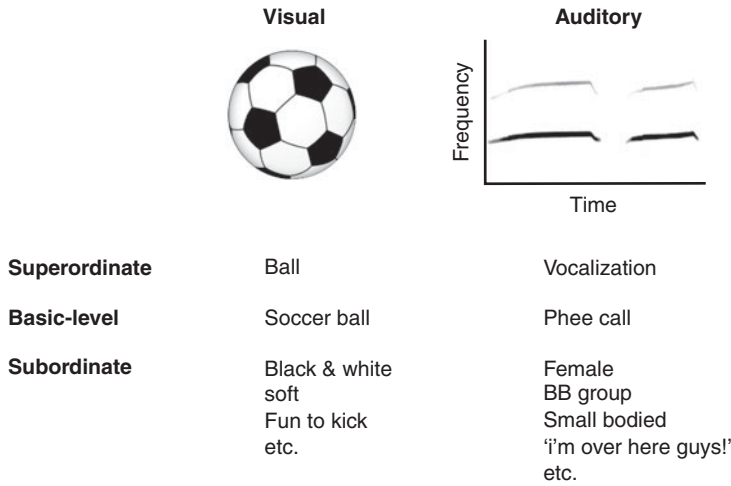 Visual
Auditory
Frequency
Time
Superordinate
Ball
Vocalization
Basic-level
Soccer ball
Phee call
Subordinate
Black & white
soft
Fun to kick
etc.
Female
BB group
Small bodied
‘i’m over here guys!’
etc.